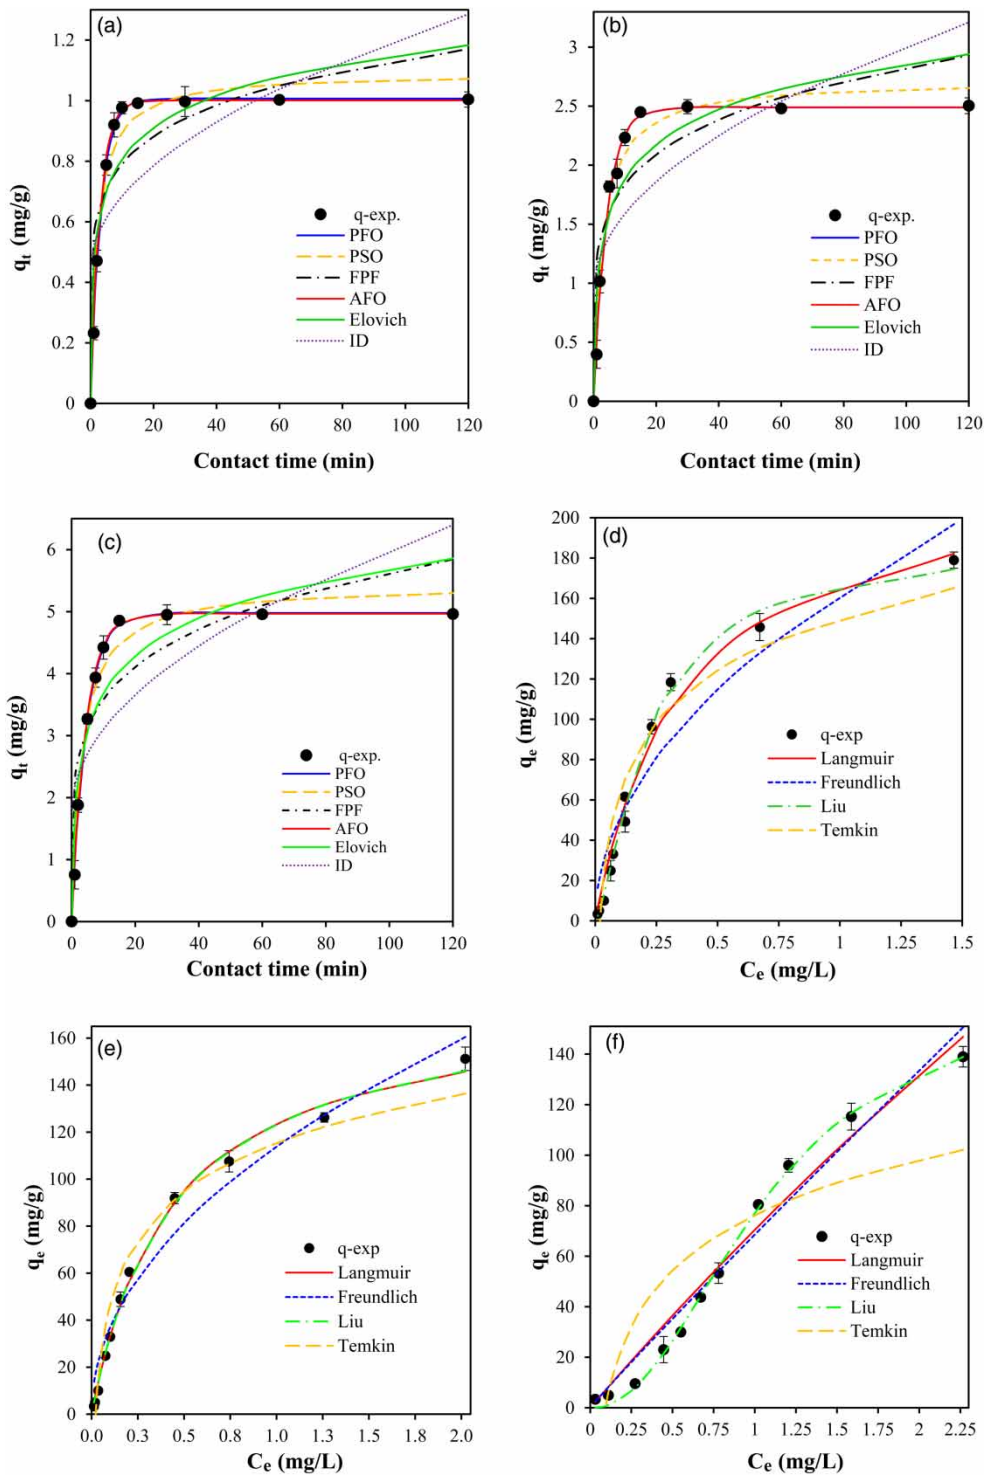 (a)
1.2
1
0.8
0.6
0.4
0.2
0
qt (mg/g)
q-exp.
PFO
PSO
FPF
AFO
Elovich
ID
0 20 40 60 80 100 120
Contact time (min)
(b)
3
2.5
2
1.5
1
0.5
0
qt (mg/g)
q-exp.
PFO
PSO
FPF
AFO
Elovich
ID
0 20 40 60 80 100 120
Contact time (min)
(c)
6
5
4
3
2
1
0
qt (mg/g)
q-exp.
PFO
PSO
FPF
AFO
Elovich
ID
0 20 40 60 80 100 120
Contact time (min)
(d)
200
180
160
140
120
100
80
60
40
20
0
qe (mg/g)
q-exp
Langmuir
Freundlich
Liu
Temkin
0 0.25 0.5 0.75 1 1.25 1.5
Ce (mg/L)
(e)
160
140
120
100
80
60
40
20
0
qe (mg/g)
q-exp
Langmuir
Freundlich
Liu
Temkin
0.0 0.3 0.5 0.8 1.0 1.3 1.5 1.8 2.0
Ce (mg/L)
(f)
140
120
100
80
60
40
20
0
qe (mg/g)
q-exp
Langmuir
Freundlich
Liu
Temkin
0 0.25 0.5 0.75 1 1.25 1.5 1.75 2 2.25
Ce (mg/L)